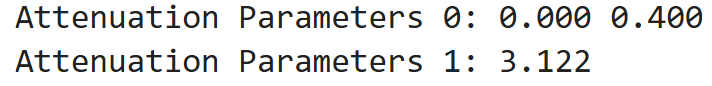 Attenuation Parameters 0: 0.000 0.400
Attenuation Parameters 1: 3.122